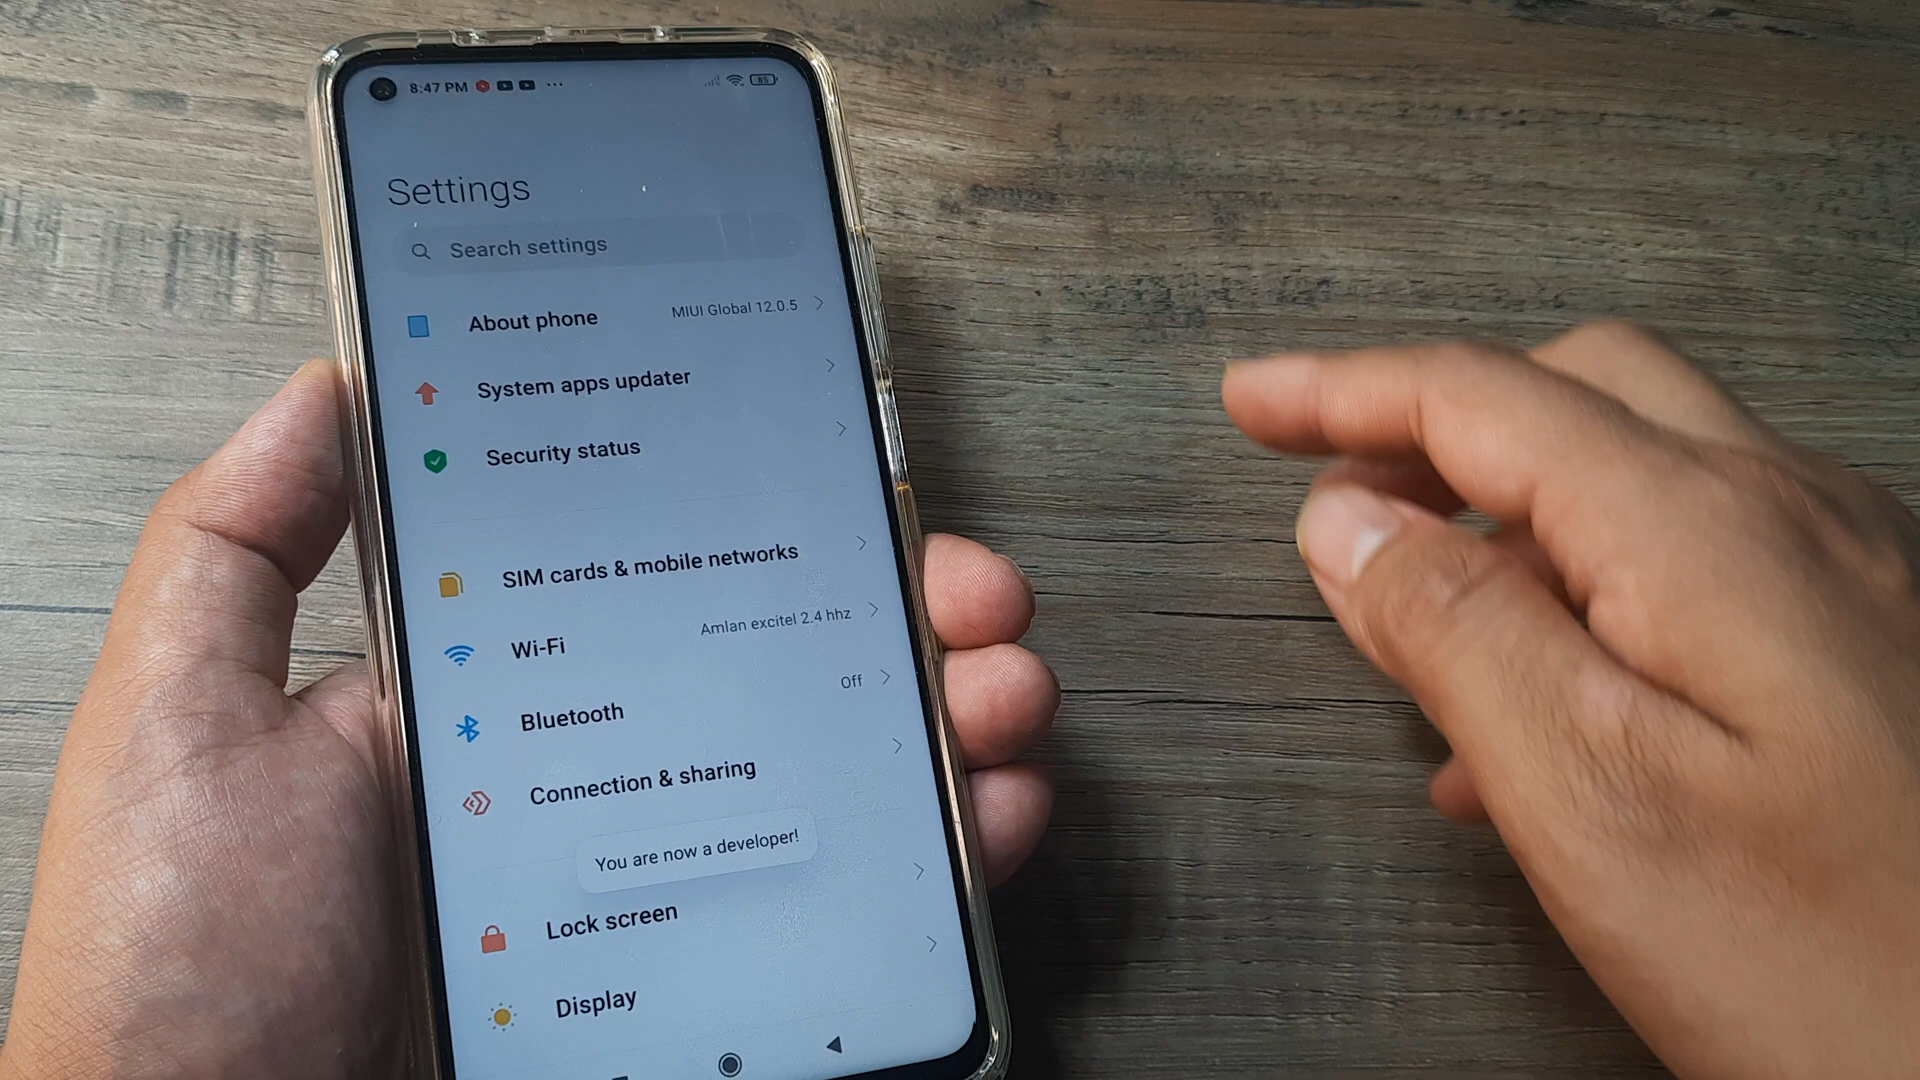 8:47 PM
85
Settings
Search settings
About phone MIUI Global 12.0.5
System apps updater
Security status
SIM cards & mobile networks
Wi-Fi Amlan excitel 2.4 hhz
Bluetooth Off
Connection & sharing
You are now a developer!
Lock screen
Display